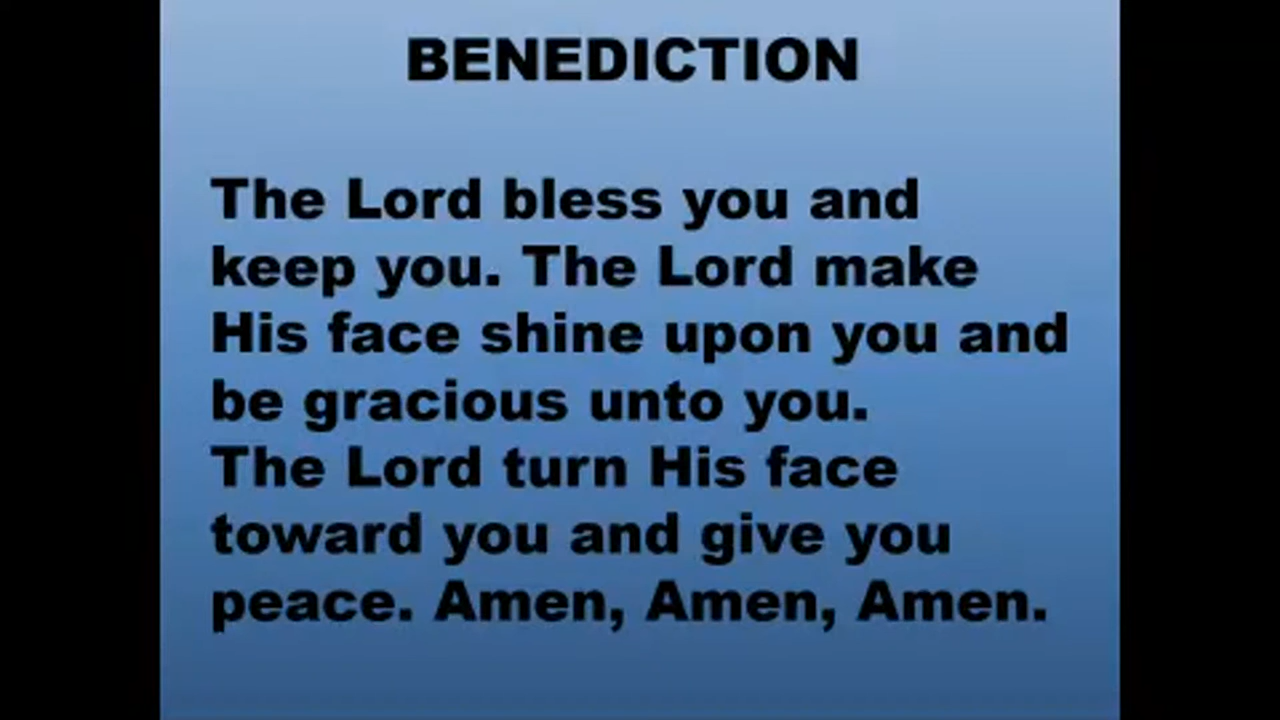 BENEDICTION
The Lord bless you and
keep you. The Lord make
His face shine upon you and
be gracious unto you.
The Lord turn His face
toward you and give you
peace. Amen, Amen, Amen.